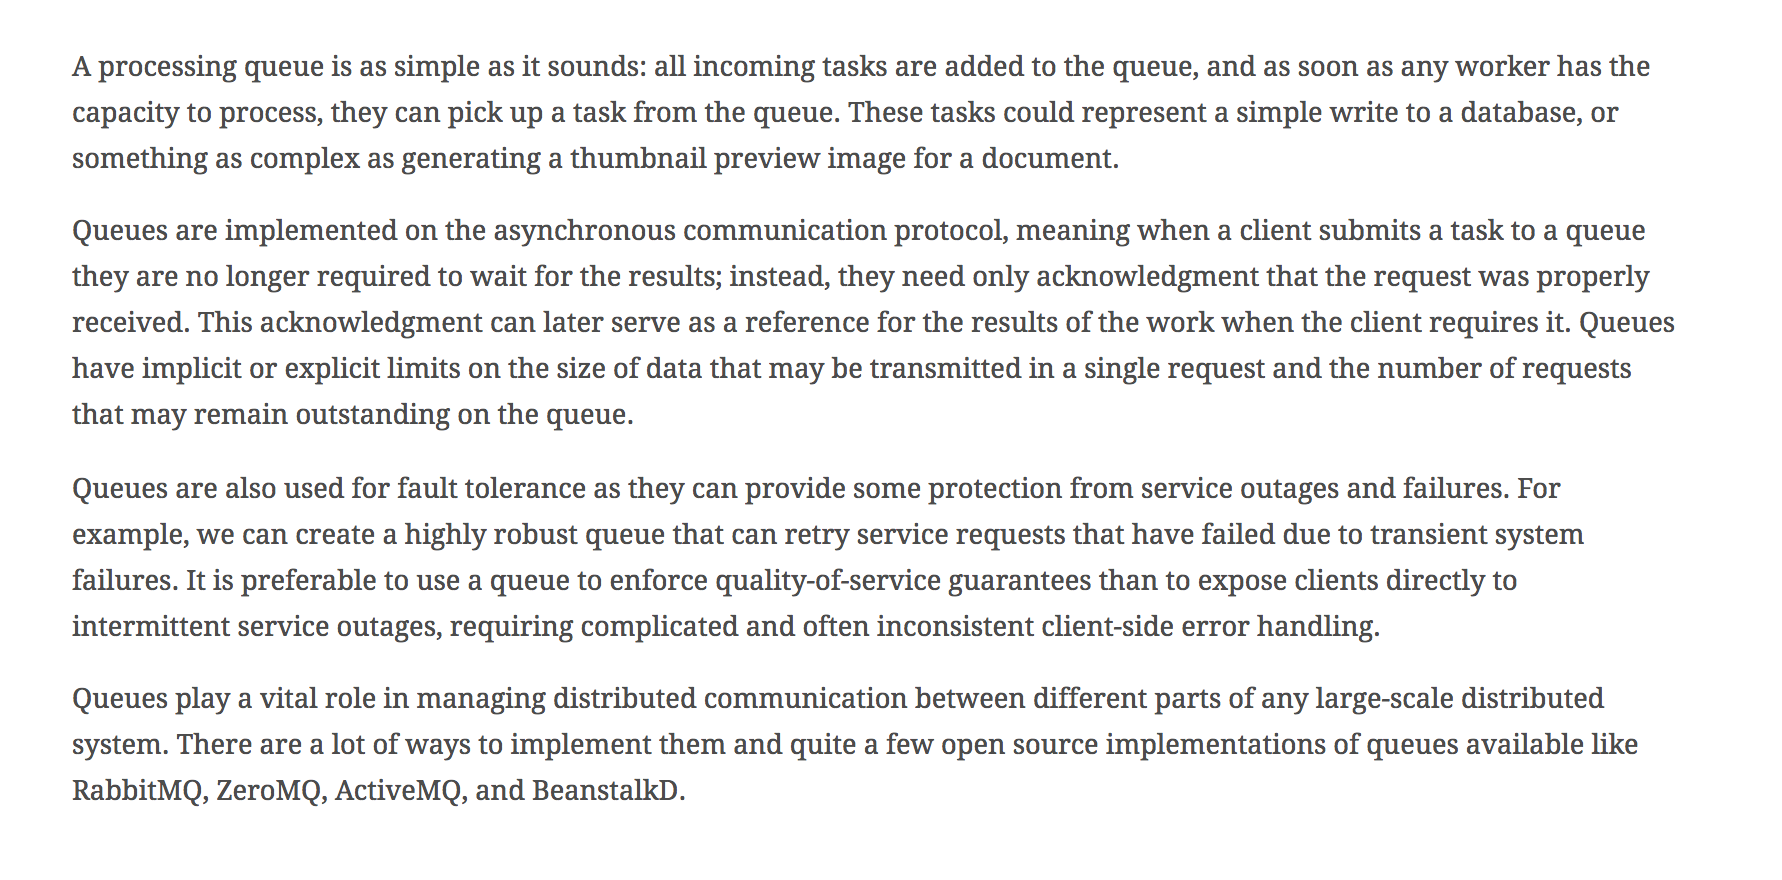 A processing queue is as simple as it sounds: all incoming tasks are added to the queue, and as soon as any worker has the
capacity to process, they can pick up a task from the queue. These tasks could represent a simple write to a database, or
something as complex as generating a thumbnail preview image for a document.
Queues are implemented on the asynchronous communication protocol, meaning when a client submits a task to a queue
they are no longer required to wait for the results; instead, they need only acknowledgment that the request was properly
received. This acknowledgment can later serve as a reference for the results of the work when the client requires it. Queues
have implicit or explicit limits on the size of data that may be transmitted in a single request and the number of requests
that may remain outstanding on the queue.
Queues are also used for fault tolerance as they can provide some protection from service outages and failures. For
example, we can create a highly robust queue that can retry service requests that have failed due to transient system
failures. It is preferable to use a queue to enforce quality-of-service guarantees than to expose clients directly to
intermittent service outages, requiring complicated and often inconsistent client-side error handling.
Queues play a vital role in managing distributed communication between different parts of any large-scale distributed
system. There are a lot of ways to implement them and quite a few open source implementations of queues available like
RabbitMQ, ZeroMQ, ActiveMQ, and BeanstalkD.